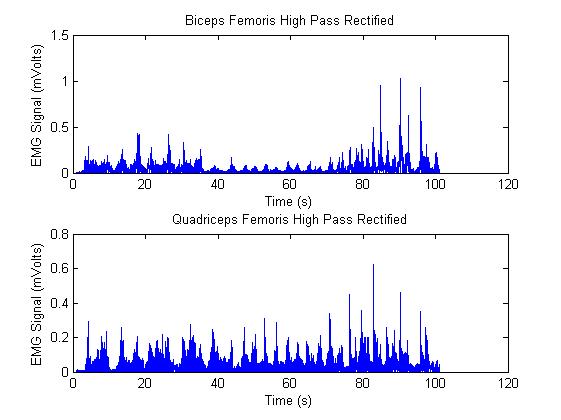 Biceps Femoris High Pass Rectified
1.5
1
0.5
0
EMG Signal (mVolts)
0 20 40 60 80 100 120
Time (s)
Quadriceps Femoris High Pass Rectified
0.8
0.6
0.4
0.2
0
EMG Signal (mVolts)
0 20 40 60 80 100 120
Time (s)